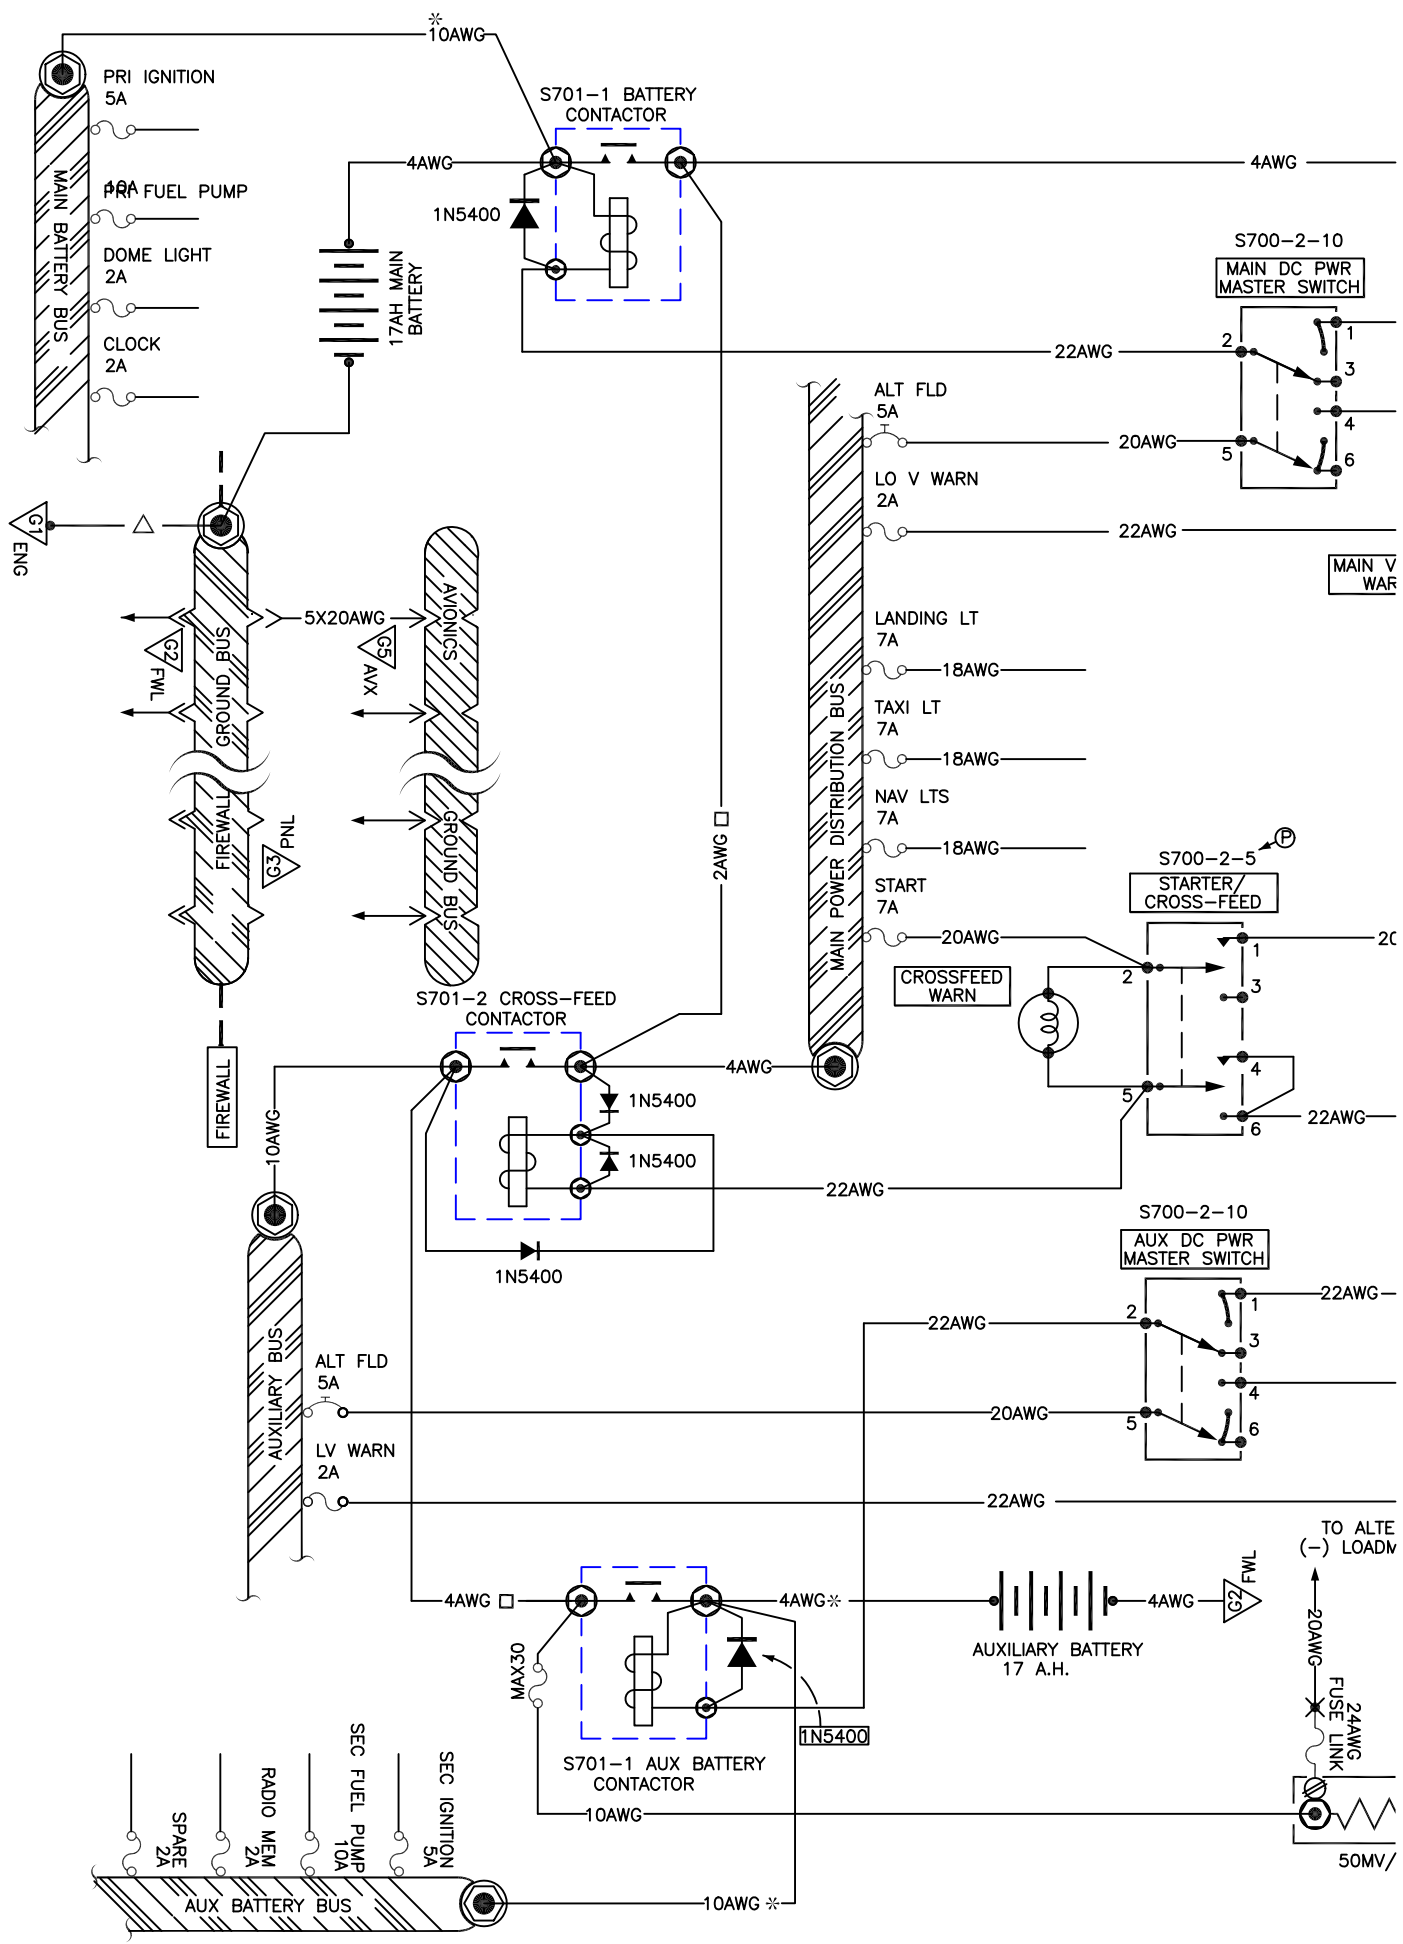 *
10AWG
PRI IGNITION
5A
S701-1 BATTERY
CONTACTOR
4AWG
4AWG
10A
PRI FUEL PUMP
1N5400
MAIN BATTERY BUS
DOME LIGHT
2A
17AH MAIN
BATTERY
S700-2-10
MAIN DC PWR
MASTER SWITCH
CLOCK
2A
22AWG
2
1
3
4
5
6
ALT FLD
5A
20AWG
LO V WARN
2A
22AWG
G1
ENG
MAIN V
WAR
5X20AWG
G2
FWL
G5
AVX
AVIONICS
GROUND BUS
FIREWALL
GROUND BUS
G3
PNL
LANDING LT
7A
18AWG
TAXI LT
7A
18AWG
NAV LTS
7A
18AWG
START
7A
20AWG
MAIN POWER DISTRIBUTION BUS
2AWG
P
S700-2-5
STARTER/
CROSS-FEED
20
CROSSFEED
WARN
2
1
3
4
5
6
22AWG
S701-2 CROSS-FEED
CONTACTOR
4AWG
FIREWALL
10AWG
1N5400
1N5400
22AWG
1N5400
S700-2-10
AUX DC PWR
MASTER SWITCH
22AWG
22AWG
2
1
3
4
5
6
AUXILIARY BUS
ALT FLD
5A
20AWG
LV WARN
2A
22AWG
TO ALTE
(-) LOADM
4AWG
4AWG*
4AWG
G2
FWL
AUXILIARY BATTERY
17 A.H.
MAX30
1N5400
20AWG
24AWG
FUSE LINK
S701-1 AUX BATTERY
CONTACTOR
10AWG
50MV/
SPARE
2A
RADIO MEM
2A
SEC FUEL PUMP
10A
SEC IGNITION
5A
AUX BATTERY BUS
10AWG *